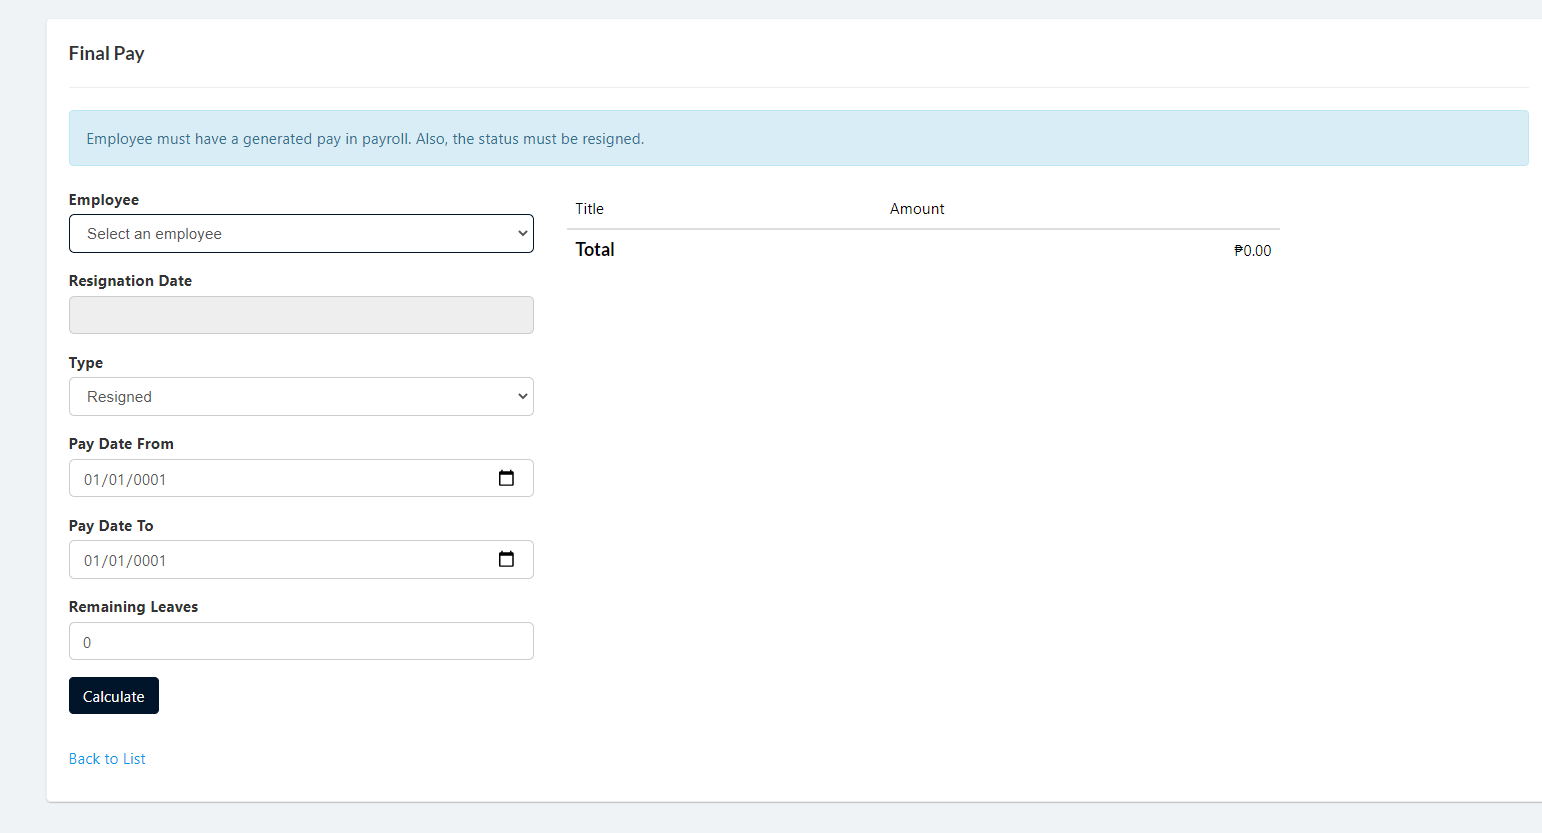 Final Pay
Employee must have a generated pay in payroll. Also, the status must be resigned.
Employee
Select an employee
Resignation Date
Type
Resigned
Pay Date From
01/01/0001
Pay Date To
01/01/0001
Remaining Leaves
0
Calculate
Back to List
Title Amount
Total ₱0.00